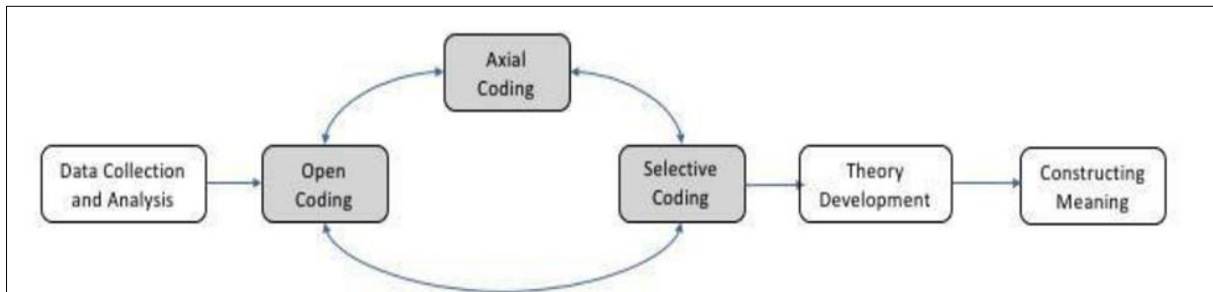 Axial
Coding
Data Collection
and Analysis
Open
Coding
Selective
Coding
Theory
Development
Constructing
Meaning